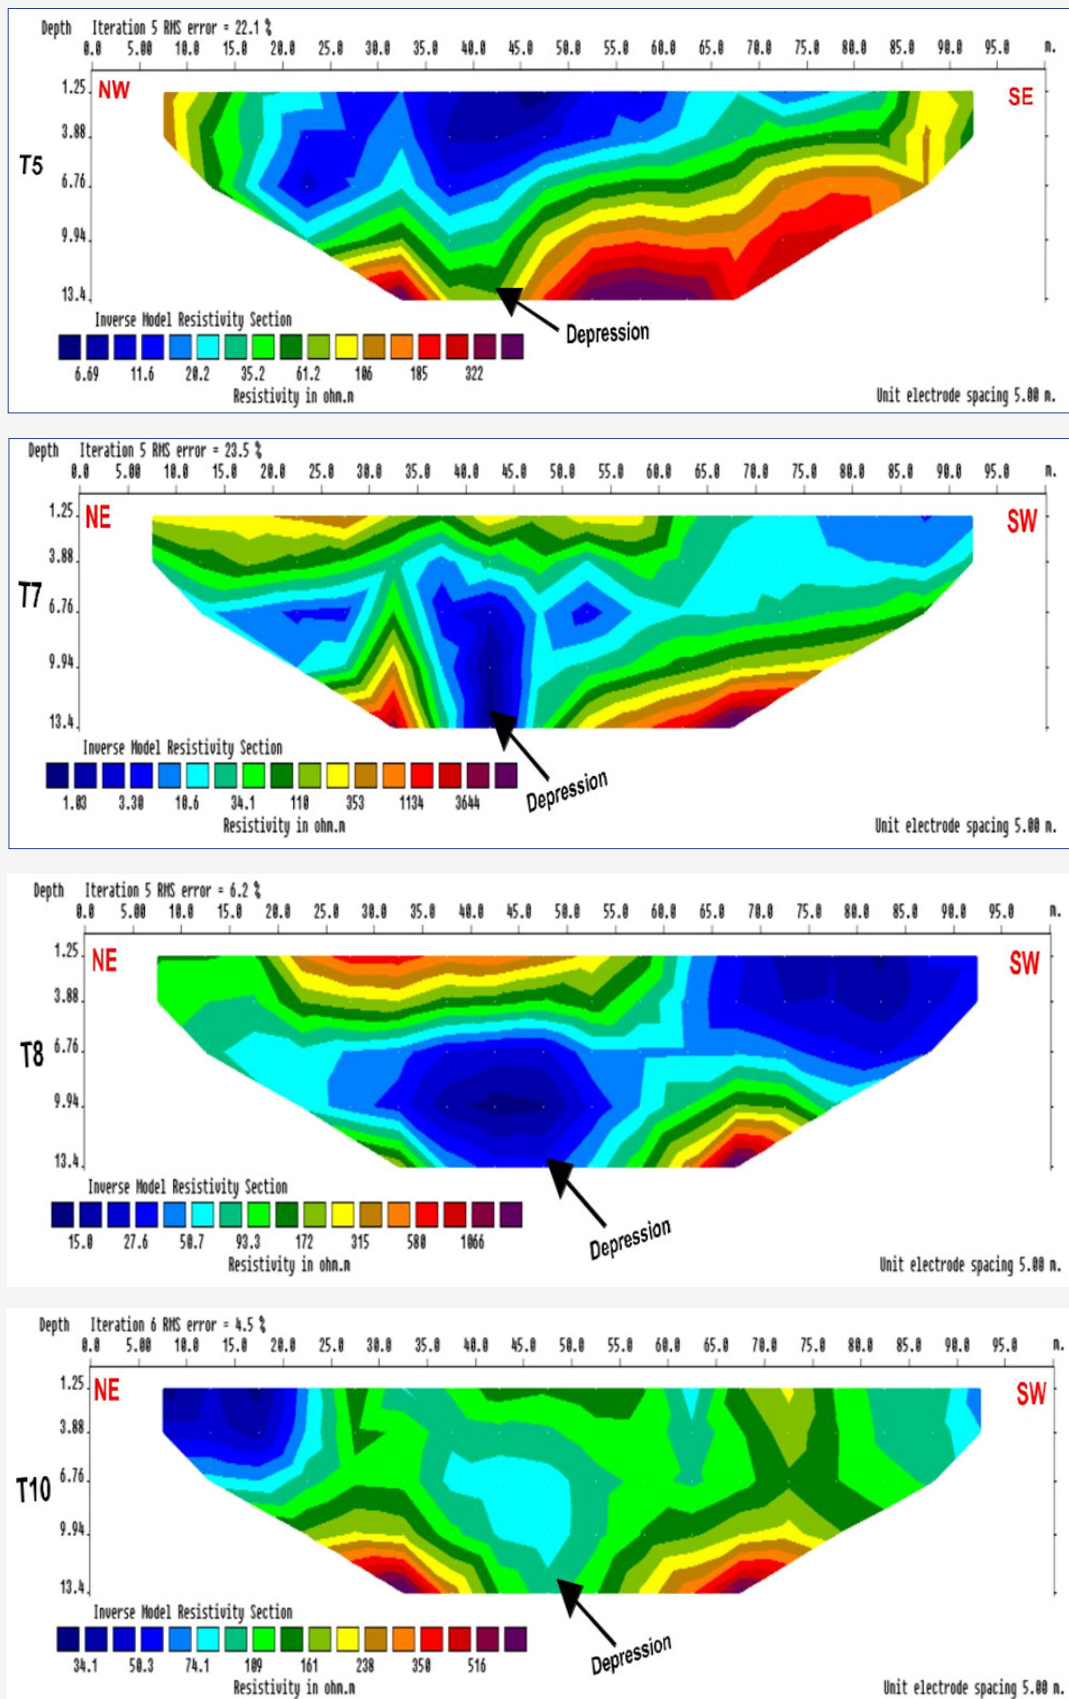 Depth Iteration 5 RMS error = 22.1 %
0.0 5.00 10.0 15.0 20.0 25.0 30.0 35.0 40.0 45.0 50.0 55.0 60.0 65.0 70.0 75.0 80.0 85.0 90.0 95.0 m.
1.25 NW SE
3.88
T5
6.76
9.94
13.4
Depression
Inverse Model Resistivity Section
6.69 11.6 20.2 35.2 61.2 106 185 322
Resistivity in ohm.m Unit electrode spacing 5.00 m.
Depth Iteration 5 RMS error = 23.5 %
0.0 5.00 10.0 15.0 20.0 25.0 30.0 35.0 40.0 45.0 50.0 55.0 60.0 65.0 70.0 75.0 80.0 85.0 90.0 95.0 m.
1.25 NE SW
3.88
T7
6.76
9.94
13.4
Inverse Model Resistivity Section
Depression
1.03 3.30 10.6 34.1 110 353 1134 3644
Resistivity in ohm.m Unit electrode spacing 5.00 m.
Depth Iteration 5 RMS error = 6.2 %
0.0 5.00 10.0 15.0 20.0 25.0 30.0 35.0 40.0 45.0 50.0 55.0 60.0 65.0 70.0 75.0 80.0 85.0 90.0 95.0 m.
1.25 NE SW
3.88
T8
6.76
9.94
13.4
Inverse Model Resistivity Section
Depression
15.0 27.6 50.7 93.3 172 315 580 1066
Resistivity in ohm.m Unit electrode spacing 5.00 m.
Depth Iteration 6 RMS error = 4.5 %
0.0 5.00 10.0 15.0 20.0 25.0 30.0 35.0 40.0 45.0 50.0 55.0 60.0 65.0 70.0 75.0 80.0 85.0 90.0 95.0 m.
1.25 NE SW
3.88
T10
6.76
9.94
13.4
Inverse Model Resistivity Section
Depression
34.1 50.3 74.1 109 161 238 350 516
Resistivity in ohm.m Unit electrode spacing 5.00 m.